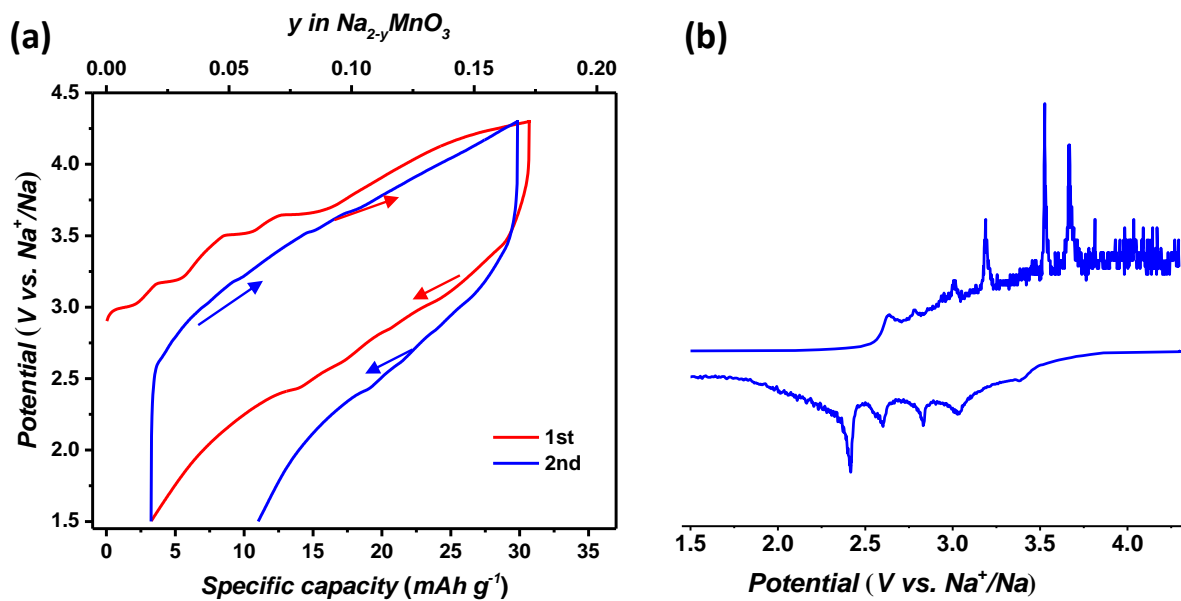 (a)
y in Na2-yMnO3
0.00 0.05 0.10 0.15 0.20
4.5
4.0
3.5
3.0
2.5
2.0
1.5
Potential (V vs. Na+/Na)
1st
2nd
0 5 10 15 20 25 30 35
Specific capacity (mAh g-1)
(b)
1.5 2.0 2.5 3.0 3.5 4.0
Potential (V vs. Na+/Na)